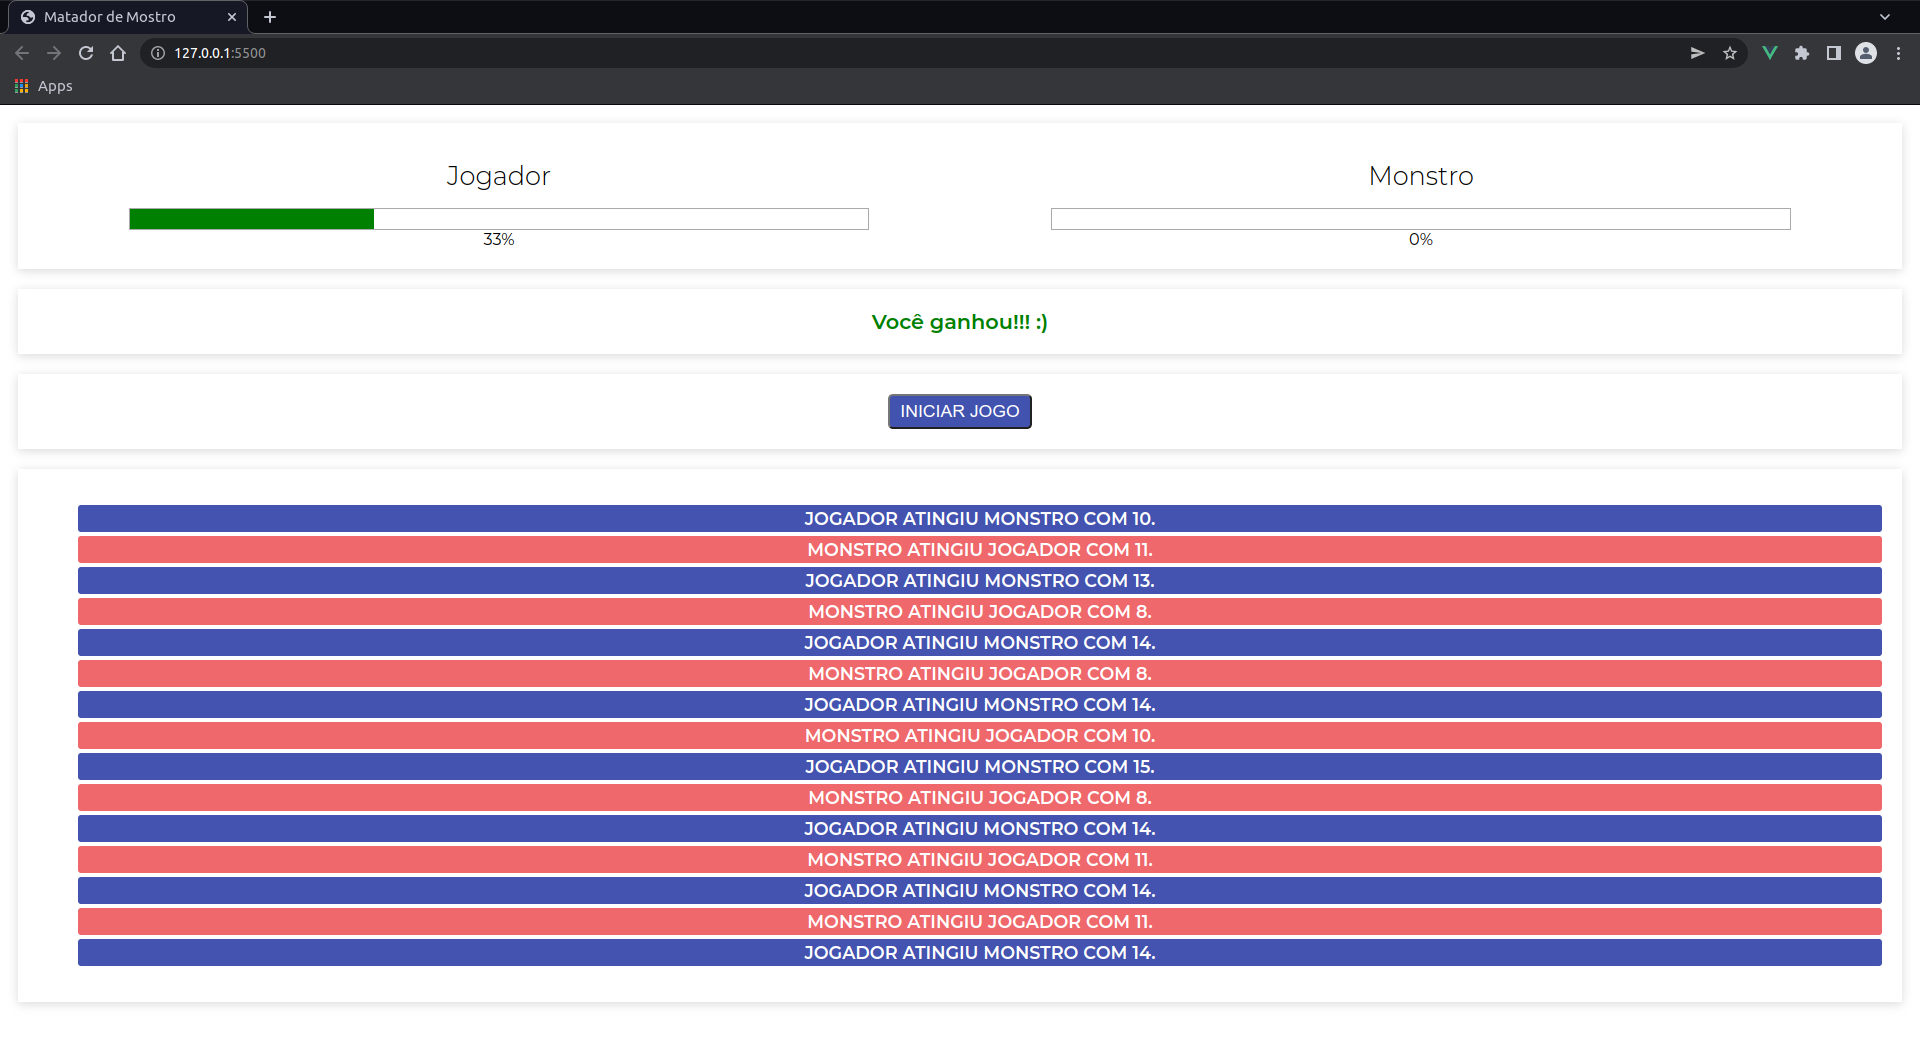 Matador de Mostro
127.0.0.1:5500
Apps
Jogador
Monstro
33%
0%
Você ganhou!!! :)
INICIAR JOGO
JOGADOR ATINGIU MONSTRO COM 10.
MONSTRO ATINGIU JOGADOR COM 11.
JOGADOR ATINGIU MONSTRO COM 13.
MONSTRO ATINGIU JOGADOR COM 8.
JOGADOR ATINGIU MONSTRO COM 14.
MONSTRO ATINGIU JOGADOR COM 8.
JOGADOR ATINGIU MONSTRO COM 14.
MONSTRO ATINGIU JOGADOR COM 10.
JOGADOR ATINGIU MONSTRO COM 15.
MONSTRO ATINGIU JOGADOR COM 8.
JOGADOR ATINGIU MONSTRO COM 14.
MONSTRO ATINGIU JOGADOR COM 11.
JOGADOR ATINGIU MONSTRO COM 14.
MONSTRO ATINGIU JOGADOR COM 11.
JOGADOR ATINGIU MONSTRO COM 14.